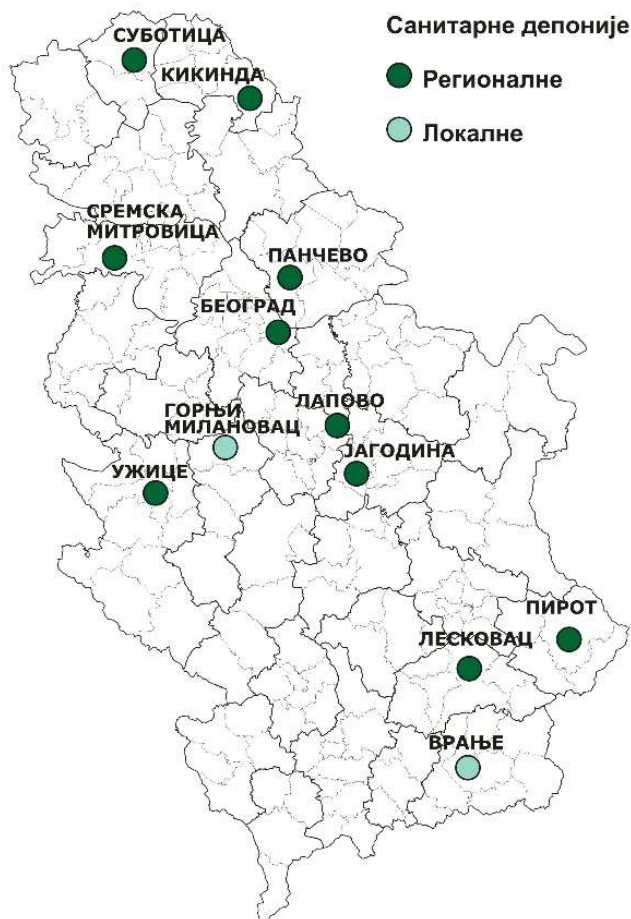 Санитарне депоније
Регионалне
Локалне
СУБОТИЦА
КИКИНДА
СРЕМСКА
МИТРОВИЦА
ПАНЧЕВО
БЕОГРАД
ЛАПОВО
ГОРЊИ
МИЛАНОВАЦ
ЈАГОДИНА
УЖИЦЕ
ПИРОТ
ЛЕСКОВАЦ
ВРАЊЕ